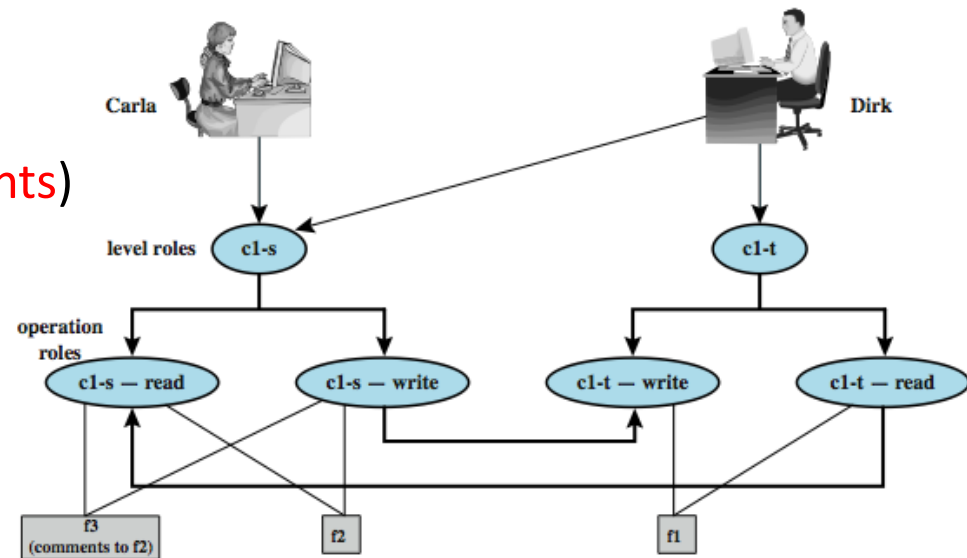 Carla
Dirk
nts)
level roles
c1-s
c1-t
operation
roles
c1-s — read
c1-s — write
c1-t — write
c1-t — read
f3
(comments to f2)
f2
f1